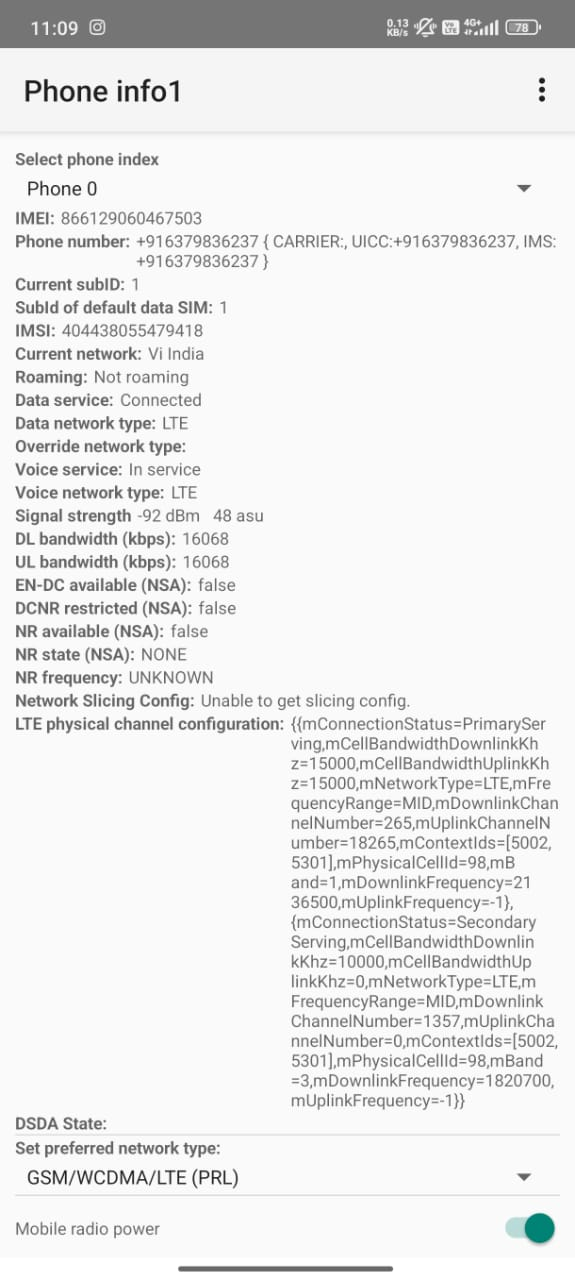 11:09
0.13 KB/s Vo LTE 4G+ 78
Phone info1
Select phone index
Phone 0
IMEI: 866129060467503
Phone number: +916379836237 { CARRIER:, UICC:+916379836237, IMS:
+916379836237 }
Current subID: 1
SubId of default data SIM: 1
IMSI: 404438055479418
Current network: Vi India
Roaming: Not roaming
Data service: Connected
Data network type: LTE
Override network type:
Voice service: In service
Voice network type: LTE
Signal strength -92 dBm 48 asu
DL bandwidth (kbps): 16068
UL bandwidth (kbps): 16068
EN-DC available (NSA): false
DCNR restricted (NSA): false
NR available (NSA): false
NR state (NSA): NONE
NR frequency: UNKNOWN
Network Slicing Config: Unable to get slicing config.
LTE physical channel configuration: {{mConnectionStatus=PrimarySer
ving,mCellBandwidthDownlinkKh
z=15000,mCellBandwidthUplinkKh
z=15000,mNetworkType=LTE,mFre
quencyRange=MID,mDownlinkChan
nelNumber=265,mUplinkChannelN
umber=18265,mContextIds=[5002,
5301],mPhysicalCellId=98,mB
and=1,mDownlinkFrequency=21
36500,mUplinkFrequency=-1},
{mConnectionStatus=Secondary
Serving,mCellBandwidthDownlin
kKhz=10000,mCellBandwidthUp
linkKhz=0,mNetworkType=LTE,m
FrequencyRange=MID,mDownlink
ChannelNumber=1357,mUplinkCha
nnelNumber=0,mContextIds=[5002,
5301],mPhysicalCellId=98,mBand
=3,mDownlinkFrequency=1820700,
mUplinkFrequency=-1}}
DSDA State:
Set preferred network type:
GSM/WCDMA/LTE (PRL)
Mobile radio power